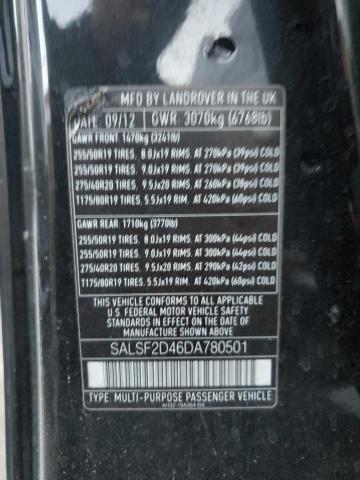 MFD BY LANDROVER IN THE UK
DATE 09/12 GWR. 3070kg (6768lb)
GAWR FRONT. 1470kg (3241lb)
255/50R19 TIRES. 8.0Jx19 RIMS. AT 270kPa (39psi) COLD
255/50R19 TIRES. 9.0Jx19 RIMS. AT 270kPa (39psi) COLD
275/40R20 TIRES. 9.5Jx20 RIMS. AT 260kPa (38psi) COLD
T175/80R19 TIRES. 5.5Jx19 RIMS. AT 420kPa (60psi) COLD
GAWR REAR. 1710kg (3770lb)
255/50R19 TIRES. 8.0Jx19 RIMS. AT 300kPa (44psi) COLD
255/50R19 TIRES. 9.0Jx19 RIMS. AT 300kPa (44psi) COLD
275/40R20 TIRES. 9.5Jx20 RIMS. AT 290kPa (42psi) COLD
T175/80R19 TIRES. 5.5Jx19 RIMS. AT 420kPa (60psi) COLD
THIS VEHICLE CONFORMS TO ALL APPLICABLE
U.S. FEDERAL MOTOR VEHICLE SAFETY
STANDARDS IN EFFECT ON THE DATE OF
MANUFACTURE SHOWN ABOVE.
SALSF2D46DA780501
TYPE. MULTI-PURPOSE PASSENGER VEHICLE